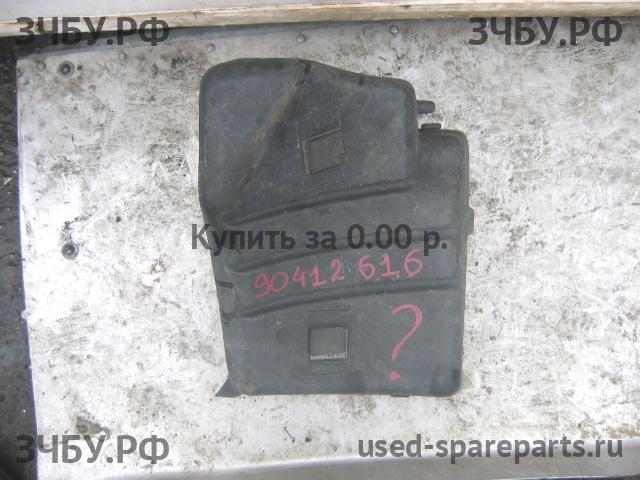 ЗЧБУ.РФ ЗЧБУ.РФ
Купить за 0.00 р.
90412 616
?
ЗЧБУ.РФ used-spareparts.ru